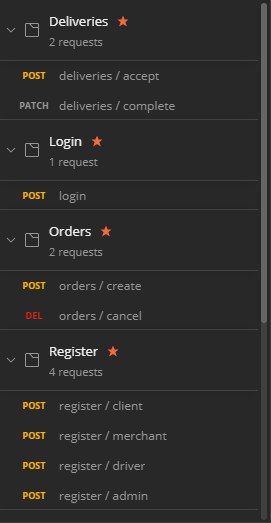 Deliveries
2 requests
POST deliveries / accept
PATCH deliveries / complete
Login
1 request
POST login
Orders
2 requests
POST orders / create
DEL orders / cancel
Register
4 requests
POST register / client
POST register / merchant
POST register / driver
POST register / admin